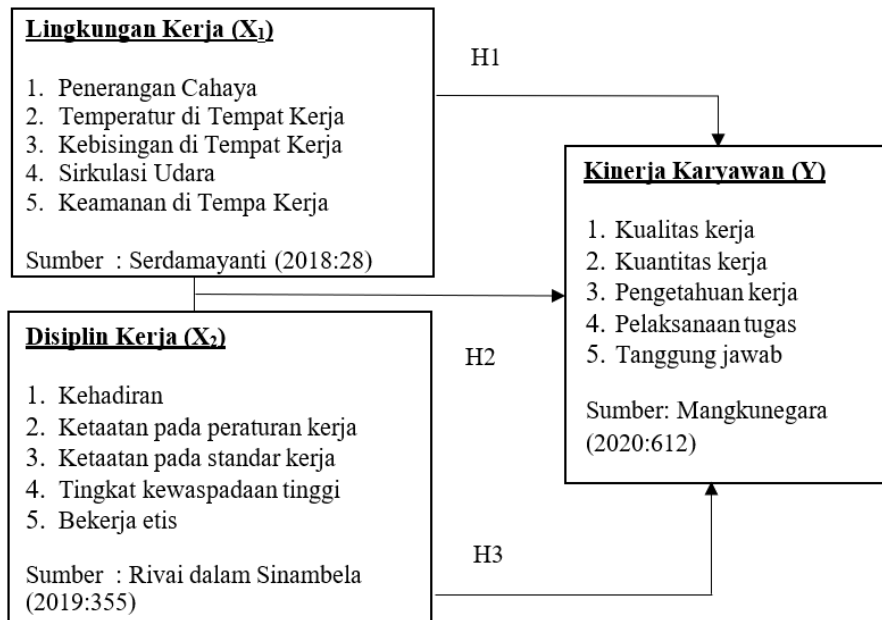 Lingkungan Kerja (X₁)
1. Penerangan Cahaya
2. Temperatur di Tempat Kerja
3. Kebisingan di Tempat Kerja
4. Sirkulasi Udara
5. Keamanan di Tempa Kerja
Sumber : Serdamayanti (2018:28)
H1
Disiplin Kerja (X₂)
1. Kehadiran
2. Ketaatan pada peraturan kerja
3. Ketaatan pada standar kerja
4. Tingkat kewaspadaan tinggi
5. Bekerja etis
Sumber : Rivai dalam Sinambela
(2019:355)
H2
H3
Kinerja Karyawan (Y)
1. Kualitas kerja
2. Kuantitas kerja
3. Pengetahuan kerja
4. Pelaksanaan tugas
5. Tanggung jawab
Sumber: Mangkunegara
(2020:612)